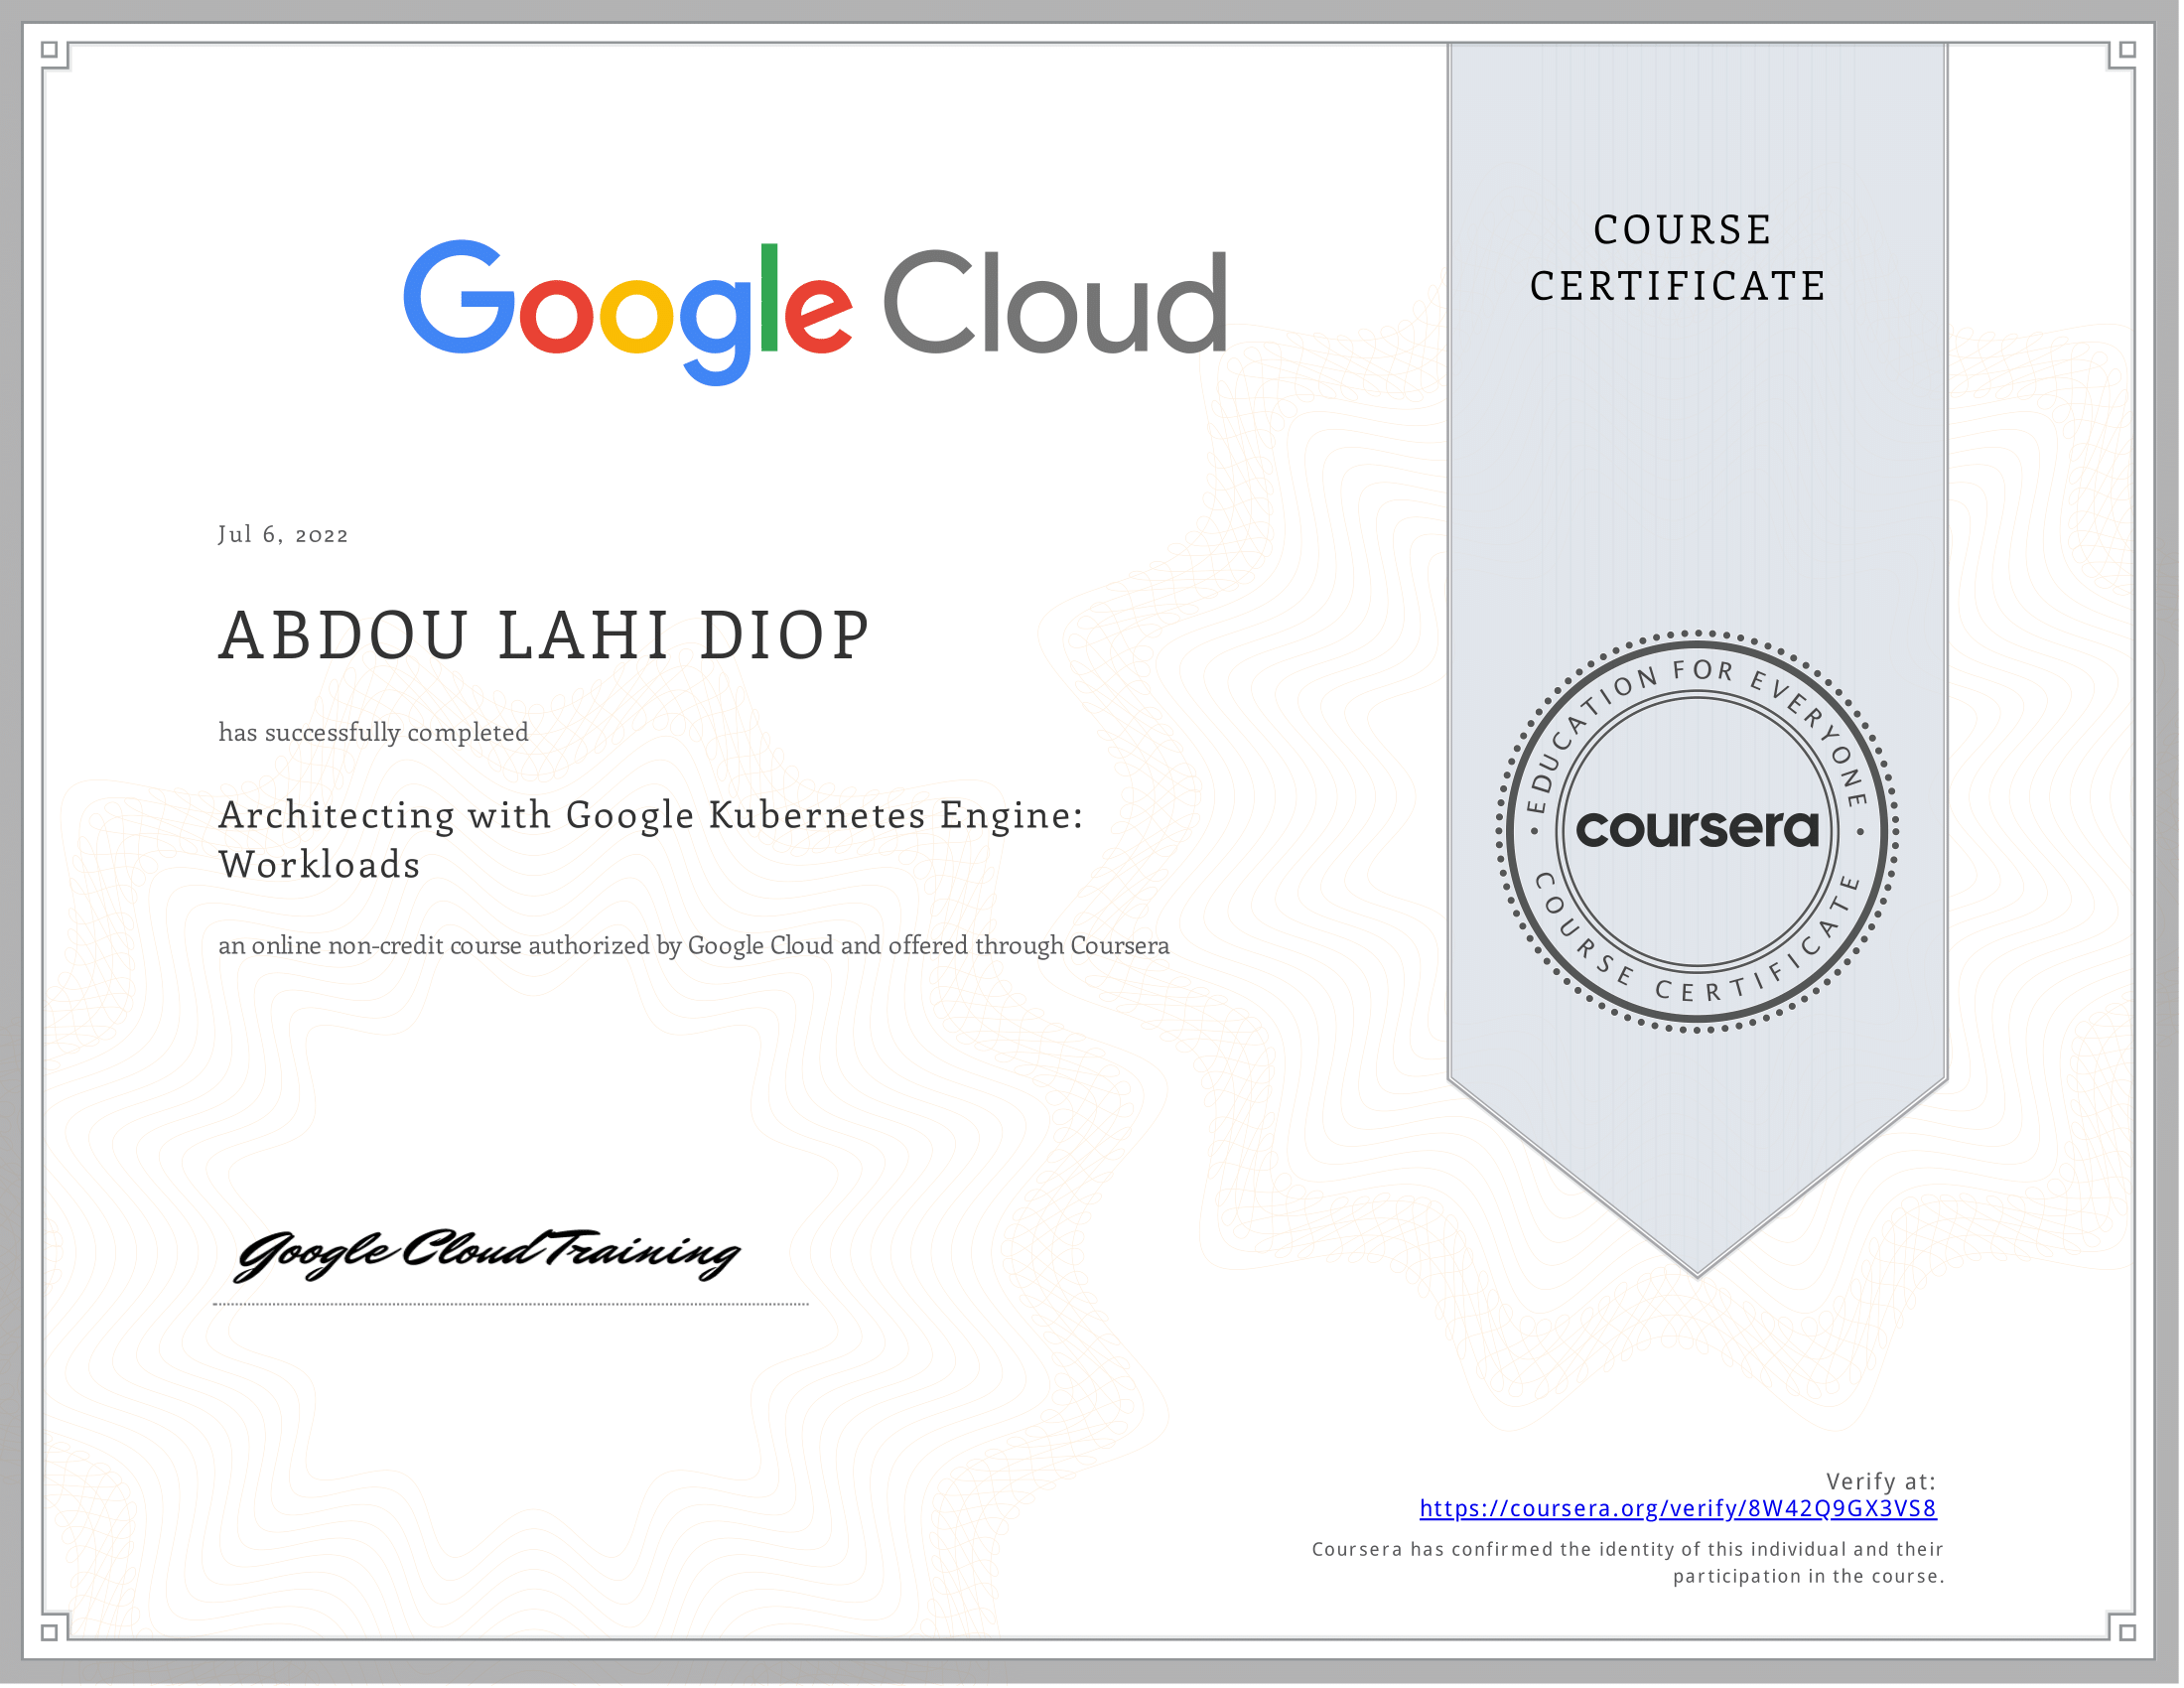 Google Cloud
COURSE
CERTIFICATE
Jul 6, 2022
ABDOU LAHI DIOP
has successfully completed
Architecting with Google Kubernetes Engine:
Workloads
an online non-credit course authorized by Google Cloud and offered through Coursera
EDUCATION FOR EVERYONE
coursera
COURSE CERTIFICATE
Google Cloud Training
Verify at:
https://coursera.org/verify/8W42Q9GX3VS8
Coursera has confirmed the identity of this individual and their
participation in the course.